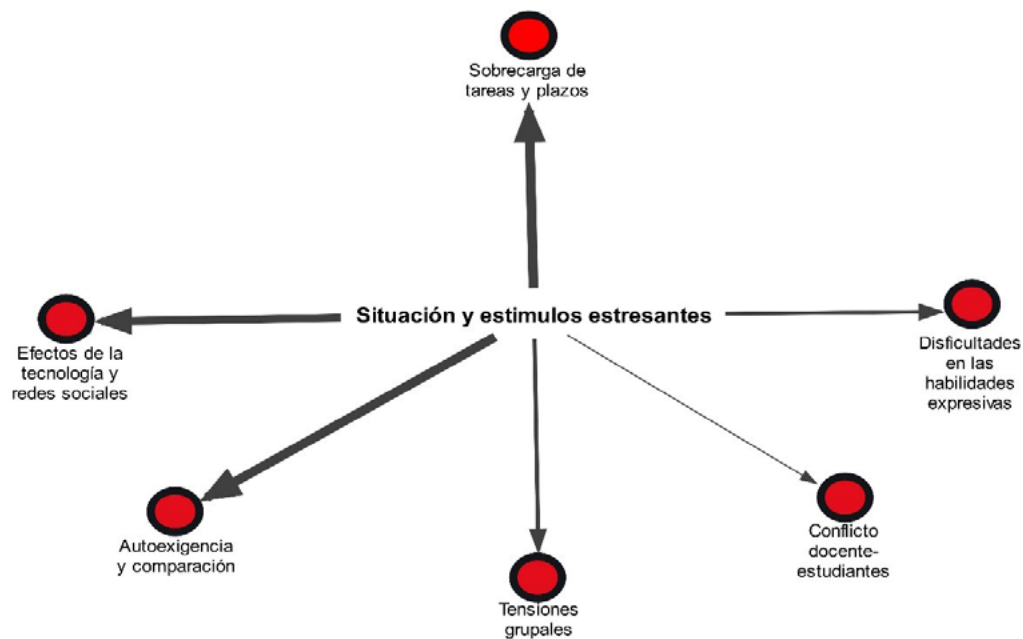 Sobrecarga de
tareas y plazos
Situación y estimulos estresantes
Efectos de la
tecnología y
redes sociales
Disficultades
en las
habilidades
expresivas
Autoexigencia
y comparación
Conflicto
docente-
estudiantes
Tensiones
grupales